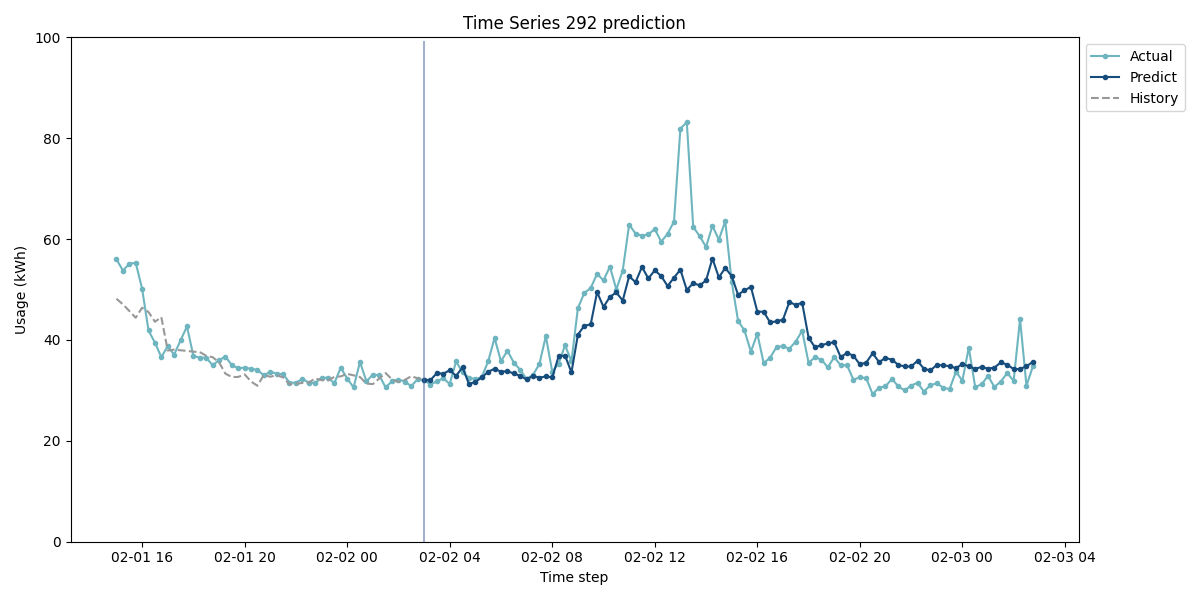 Time Series 292 prediction
100
80
60
40
20
0
Usage (kWh)
02-01 16
02-01 20
02-02 00
02-02 04
02-02 08
02-02 12
02-02 16
02-02 20
02-03 00
02-03 04
Time step
Actual
Predict
History